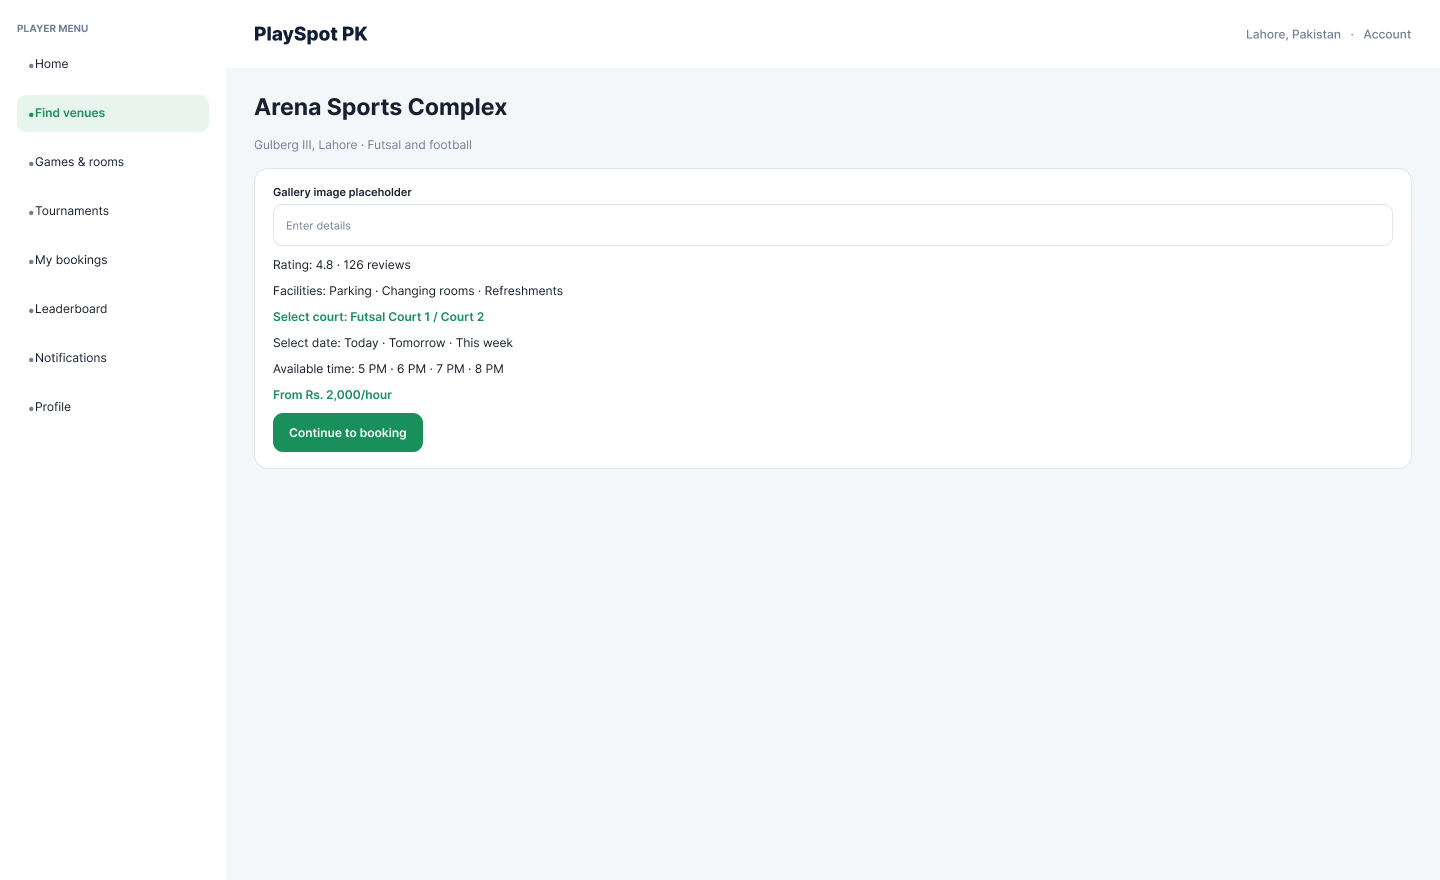 PLAYER MENU
Home
Find venues
Games & rooms
Tournaments
My bookings
Leaderboard
Notifications
Profile
PlaySpot PK
Lahore, Pakistan · Account
Arena Sports Complex
Gulberg III, Lahore · Futsal and football
Gallery image placeholder
Enter details
Rating: 4.8 · 126 reviews
Facilities: Parking · Changing rooms · Refreshments
Select court: Futsal Court 1 / Court 2
Select date: Today · Tomorrow · This week
Available time: 5 PM · 6 PM · 7 PM · 8 PM
From Rs. 2,000/hour
Continue to booking